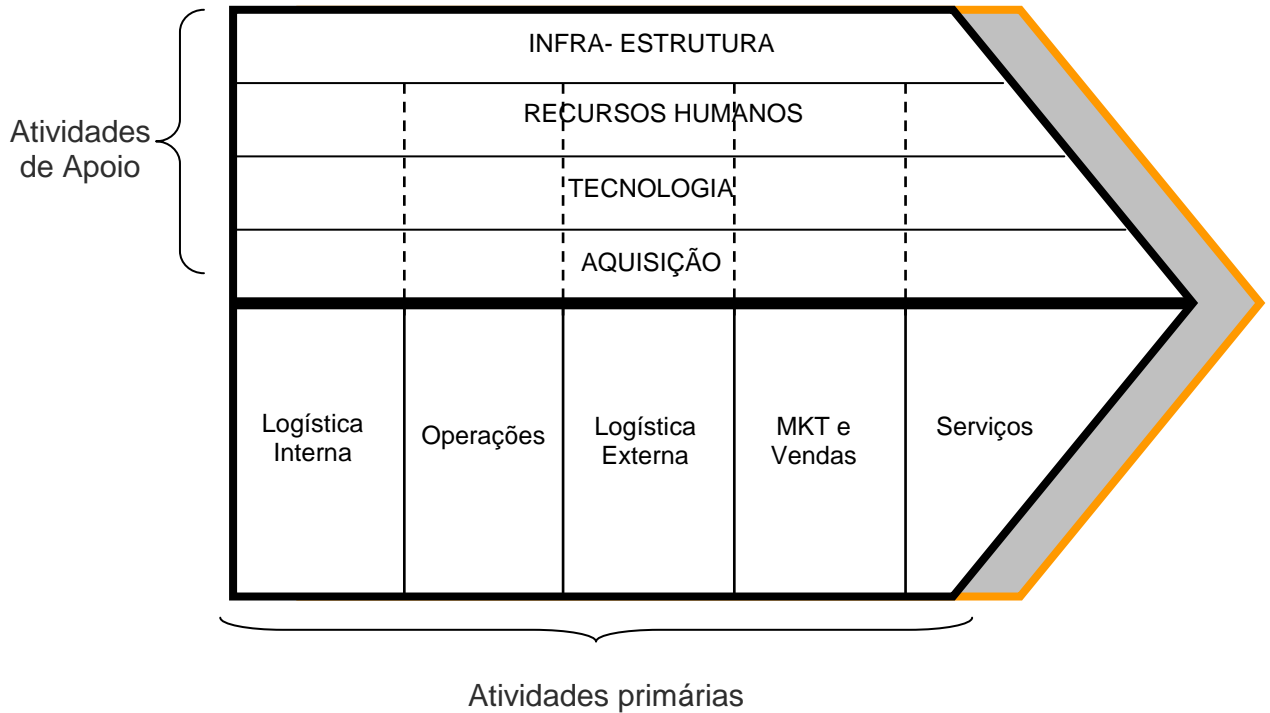 INFRA- ESTRUTURA
RECURSOS HUMANOS
Atividades
de Apoio
TECNOLOGIA
AQUISIÇÃO
Logística
Interna
Operações
Logística
Externa
MKT e
Vendas
Serviços
Atividades primárias